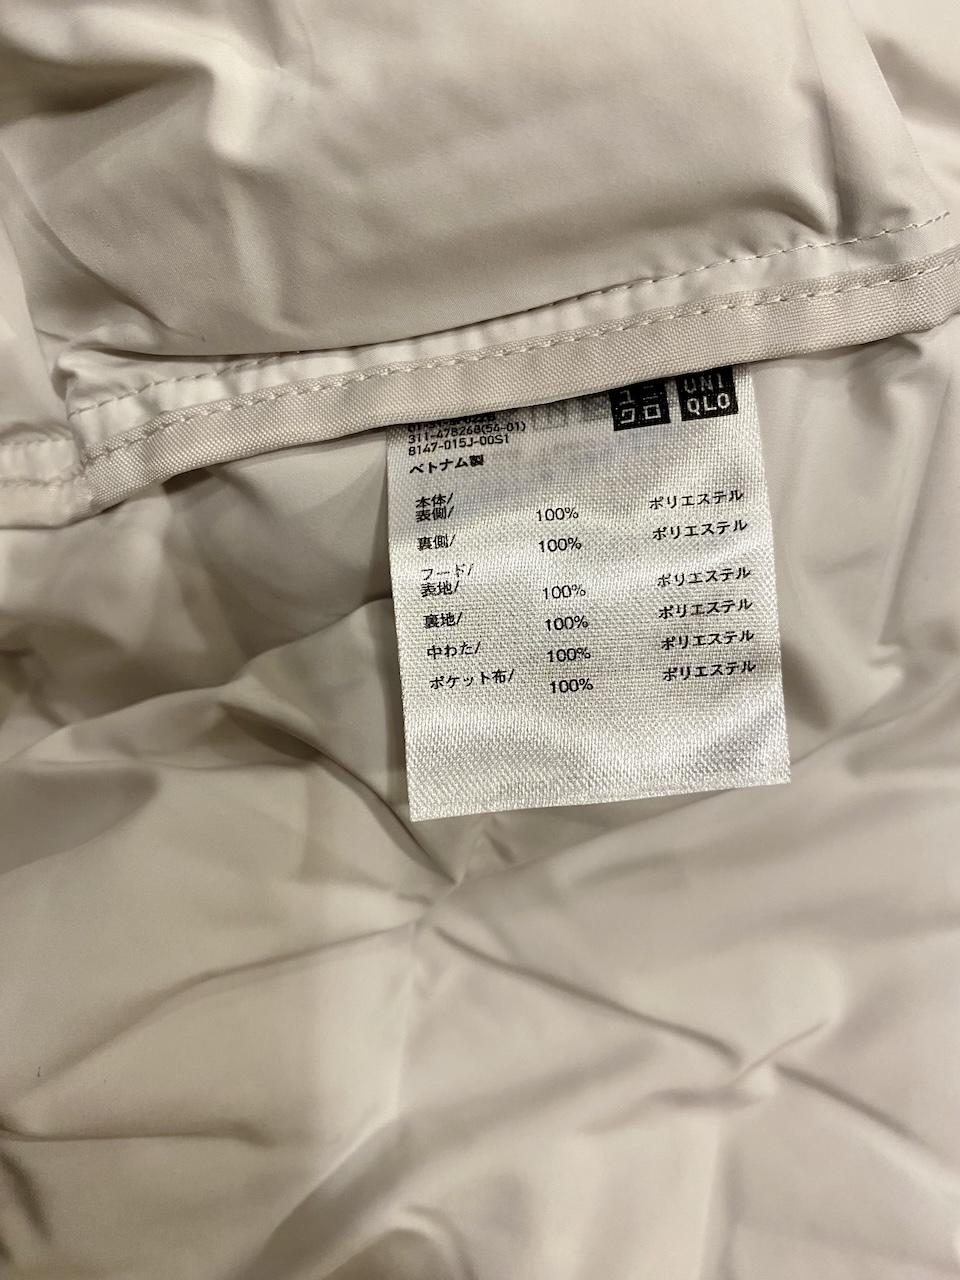 ユニ
クロ
UNI
QLO
311-478268(54-01)
8147-015J-00S1
ベトナム製
本体/
表側/ 100% ポリエステル
裏側/ 100% ポリエステル
フード/
表地/ 100% ポリエステル
裏地/ 100% ポリエステル
中わた/ 100% ポリエステル
ポケット布/ 100% ポリエステル